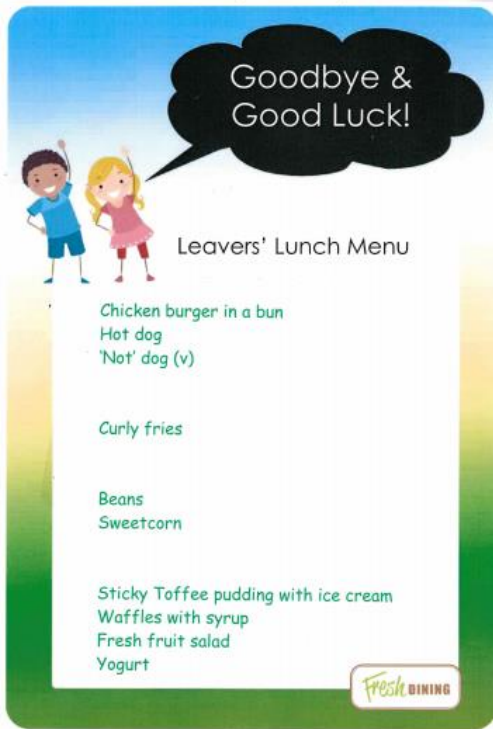 Goodbye &
Good Luck!
Leavers' Lunch Menu
Chicken burger in a bun
Hot dog
'Not' dog (v)
Curly fries
Beans
Sweetcorn
Sticky Toffee pudding with ice cream
Waffles with syrup
Fresh fruit salad
Yogurt
Fresh DINING